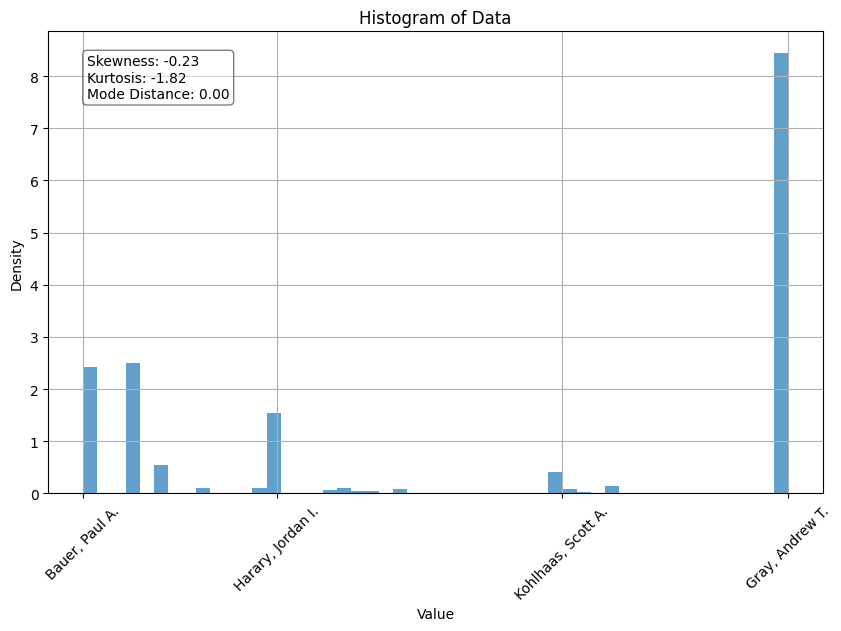 Histogram of Data
Skewness: -0.23
Kurtosis: -1.82
Mode Distance: 0.00
Density
8
7
6
5
4
3
2
1
0
Bauer, Paul A.
Harary, Jordan I.
Kohlhaas, Scott A.
Gray, Andrew T.
Value